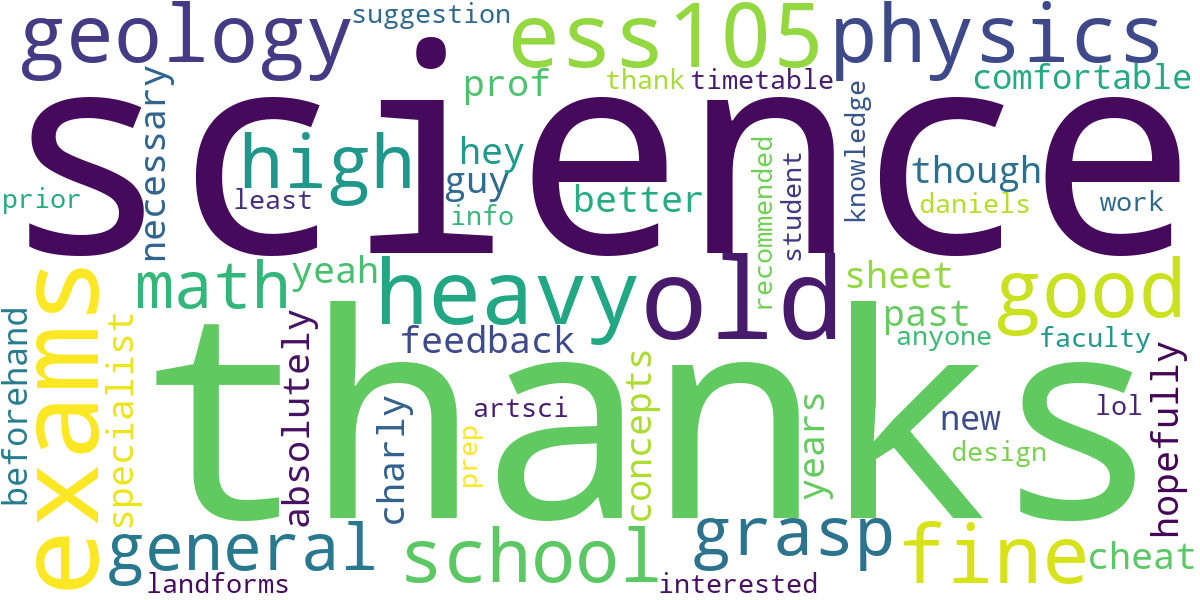 suggestion
geology
ess105
physics
science
prof
thank
timetable
comfortable
necessary
high
hey
guy
better
recommended
student
knowledge
though
prior
least
info
daniels
work
exams
math
yeah
heavy
old
sheet
good
past
feedback
anyone
faculty
beforehand
specialist
absolutely
thanks
charly
artsci
prep
concepts
years
new
lol
design
hopefully
general
school
grasp
fine
cheat
landforms
interested